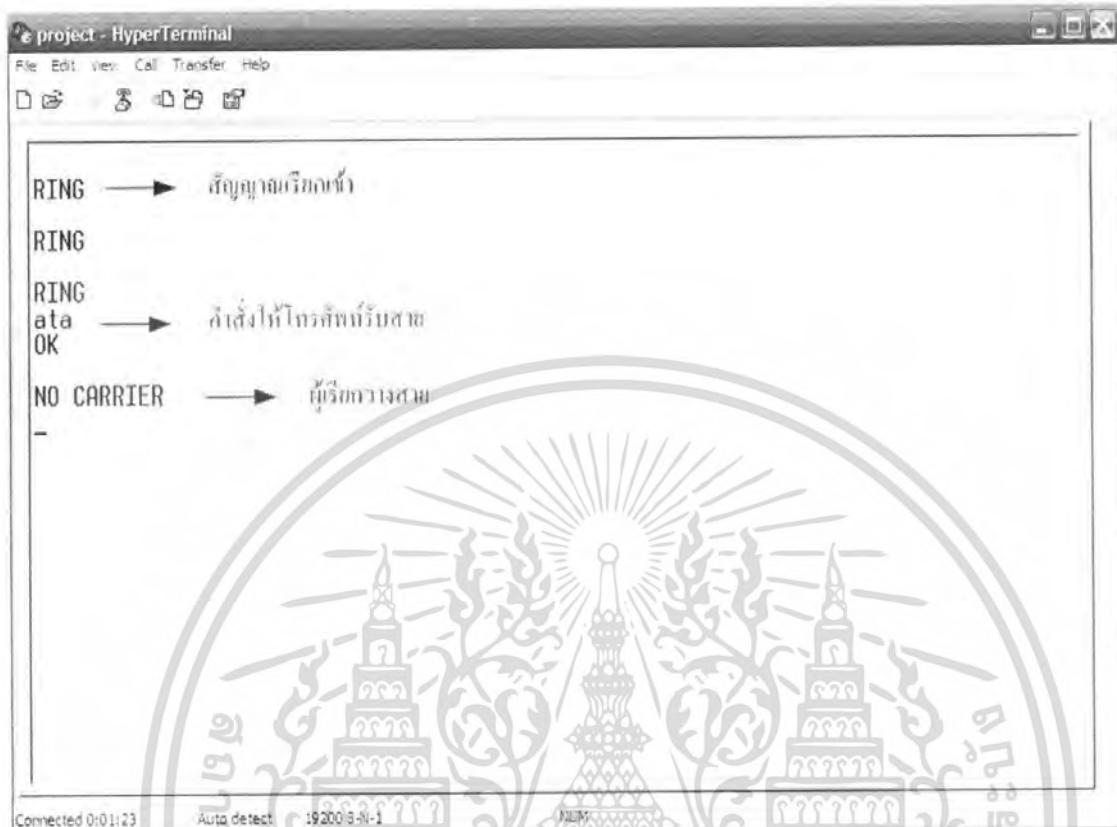 project - HyperTerminal
File Edit View Call Transfer Help
RING สัญญาณเรียกเข้า
RING
RING
ata คำสั่งให้โทรศัพท์รับสาย
OK
NO CARRIER ผู้เรียกวางสาย
Connected 0:01:23 Auto detect 19200 8-N-1 NUM